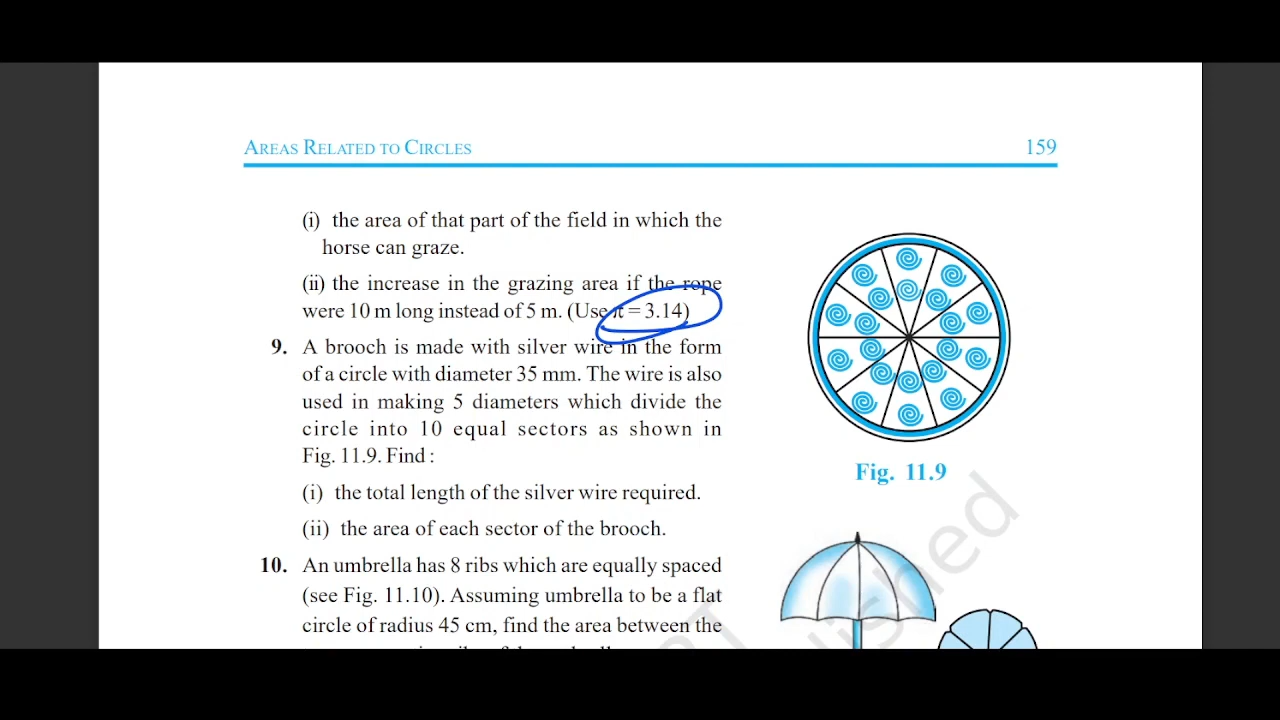 AREAS RELATED TO CIRCLES 159
(i) the area of that part of the field in which the
horse can graze.
(ii) the increase in the grazing area if the rope
were 10 m long instead of 5 m. (Use π = 3.14)
9. A brooch is made with silver wire in the form
of a circle with diameter 35 mm. The wire is also
used in making 5 diameters which divide the
circle into 10 equal sectors as shown in
Fig. 11.9. Find :
(i) the total length of the silver wire required.
(ii) the area of each sector of the brooch.
Fig. 11.9
10. An umbrella has 8 ribs which are equally spaced
(see Fig. 11.10). Assuming umbrella to be a flat
circle of radius 45 cm, find the area between the